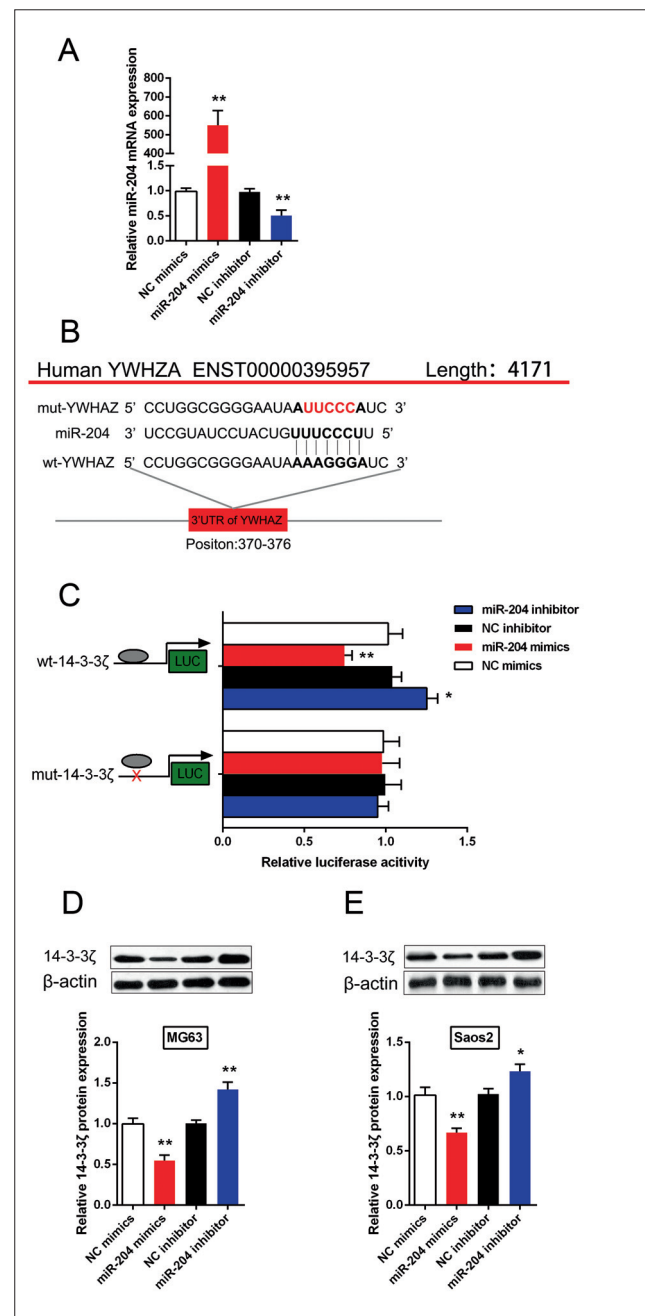 A
Relative miR-204 mRNA expression
800
700
600
500
400
1.5
1.0
0.5
0.0
**
**
NC mimics
miR-204 mimics
NC inhibitor
miR-204 inhibitor
B
Human YWHZA ENST00000395957 Length: 4171
mut-YWHAZ 5' CCUGGCGGGGAAUAAUUCCCAUC 3'
miR-204 3' UCCGUAUCCUACUGUUUCCCUU 5'
wt-YWHAZ 5' CCUGGCGGGGAAUAAAAGGGAUC 3'
3'UTR of YWHAZ
Positon:370-376
C
wt-14-3-3ζ
LUC
mut-14-3-3ζ
X
LUC
**
*
miR-204 inhibitor
NC inhibitor
miR-204 mimics
NC mimics
0.0 0.5 1.0 1.5
Relative luciferase acitivity
D
14-3-3ζ
β-actin
MG63
Relative 14-3-3ζ protein expression
2.0
1.5
1.0
0.5
0.0
**
**
NC mimics
miR-204 mimics
NC inhibitor
miR-204 inhibitor
E
14-3-3ζ
β-actin
Saos2
Relative 14-3-3ζ protein expression
1.5
1.0
0.5
0.0
**
*
NC mimics
miR-204 mimics
NC inhibitor
miR-204 inhibitor